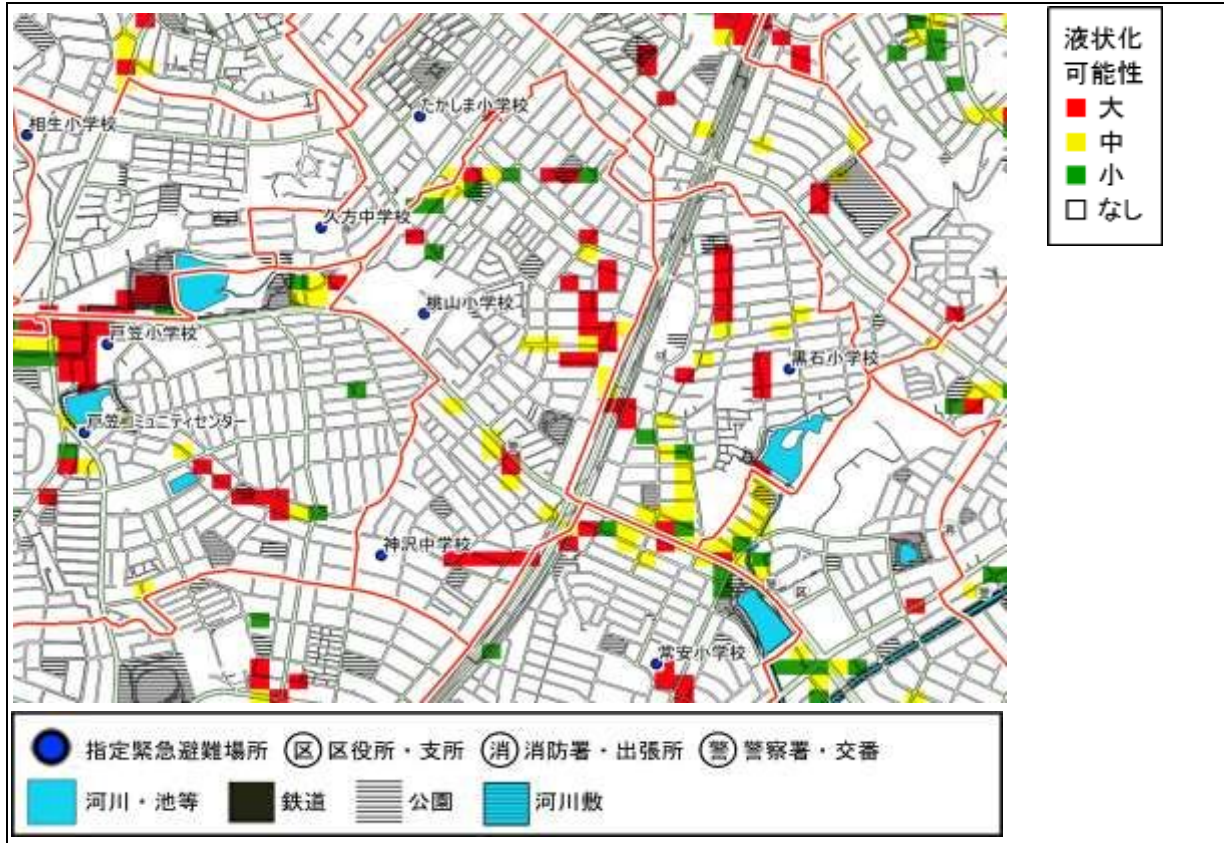 液状化
可能性
大
中
小
なし
たかしま小学校
相生小学校
久方中学校
桃山小学校
戸笠小学校
黒石小学校
戸笠コミュニティセンター
神沢中学校
区
常安小学校
指定緊急避難場所 区 区役所・支所 消 消防署・出張所 警 警察署・交番
河川・池等 鉄道 公園 河川敷